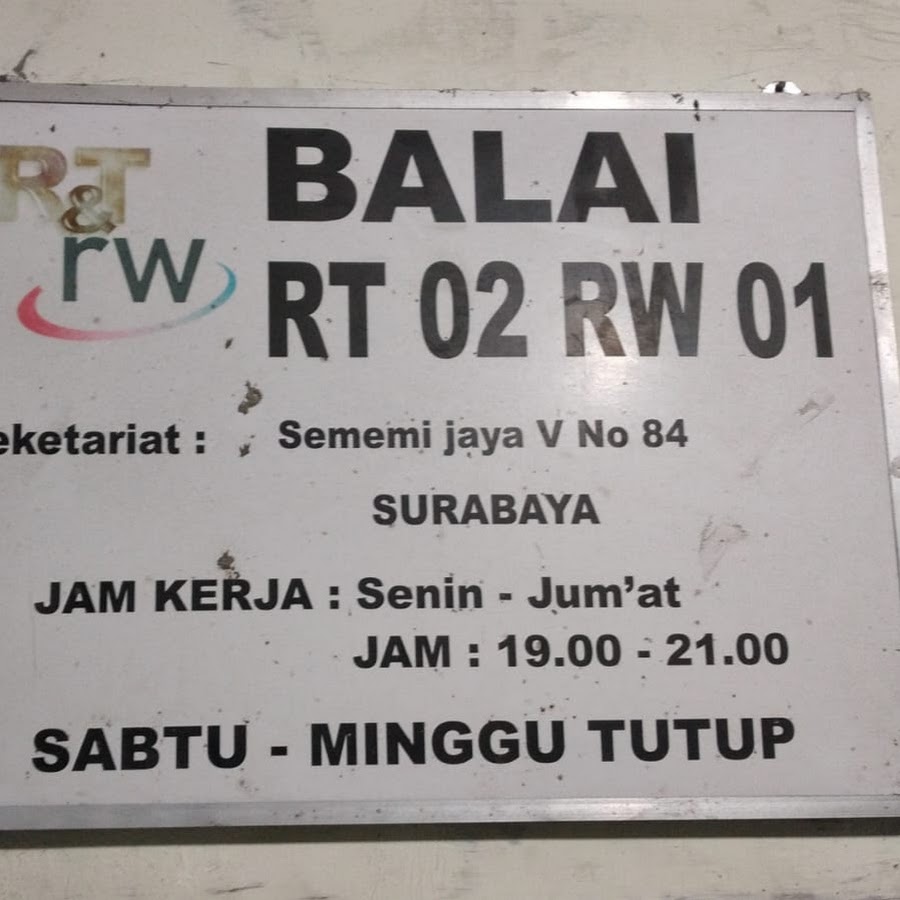 R&T
rw
BALAI
RT 02 RW 01
eketariat : Sememi jaya V No 84
SURABAYA
JAM KERJA : Senin - Jum'at
JAM : 19.00 - 21.00
SABTU - MINGGU TUTUP